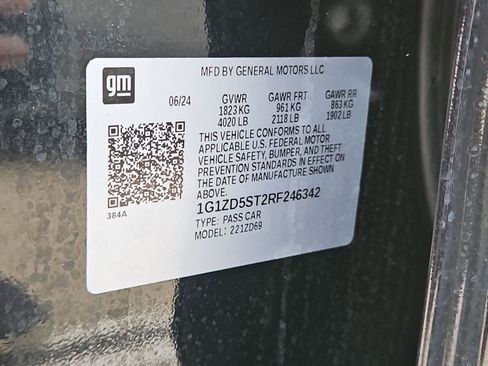 gm
MFD BY GENERAL MOTORS LLC
06/24 GVWR GAWR FRT GAWR RR
1823 KG 961 KG 863 KG
4020 LB 2118 LB 1902 LB
THIS VEHICLE CONFORMS TO ALL
APPLICABLE U.S. FEDERAL MOTOR
VEHICLE SAFETY, BUMPER, AND THEFT
PREVENTION STANDARDS IN EFFECT ON
THE DATE OF MANUFACTURE SHOWN
ABOVE.
1G1ZD5ST2RF246342
384A TYPE: PASS CAR
MODEL: 221ZD69